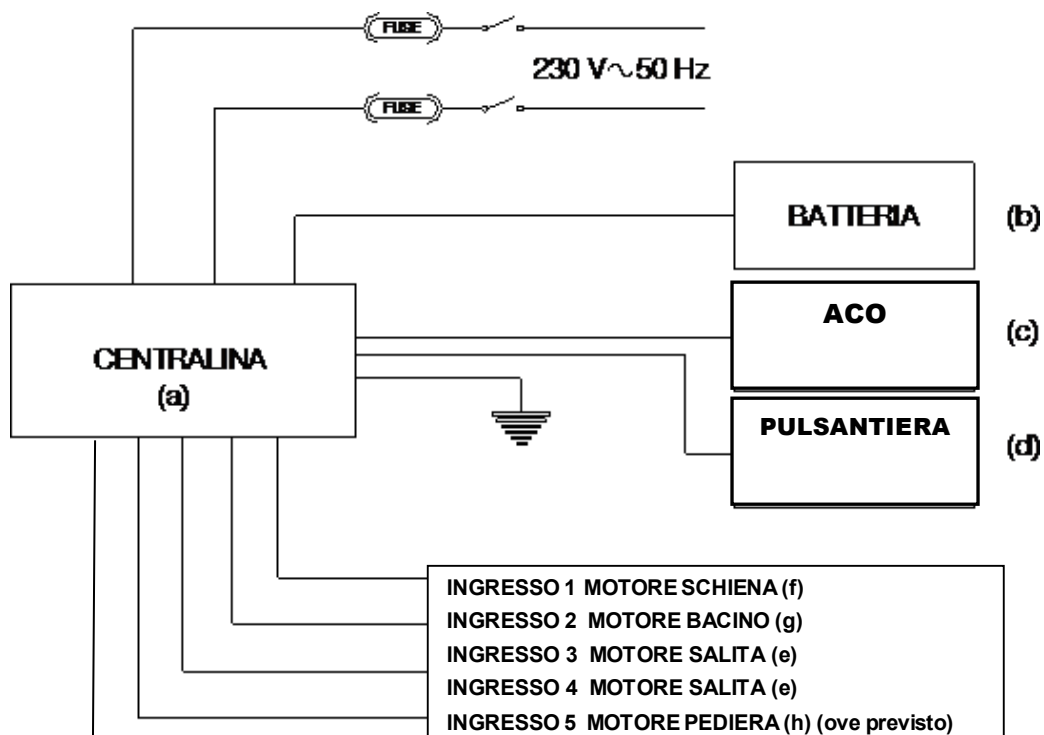 FUSE
230 V~50 Hz
FUSE
BATTERIA (b)
ACO (c)
CENTRALINA
(a)
PULSANTIERA (d)
INGRESSO 1 MOTORE SCHIENA (f)
INGRESSO 2 MOTORE BACINO (g)
INGRESSO 3 MOTORE SALITA (e)
INGRESSO 4 MOTORE SALITA (e)
INGRESSO 5 MOTORE PEDIERA (h) (ove previsto)